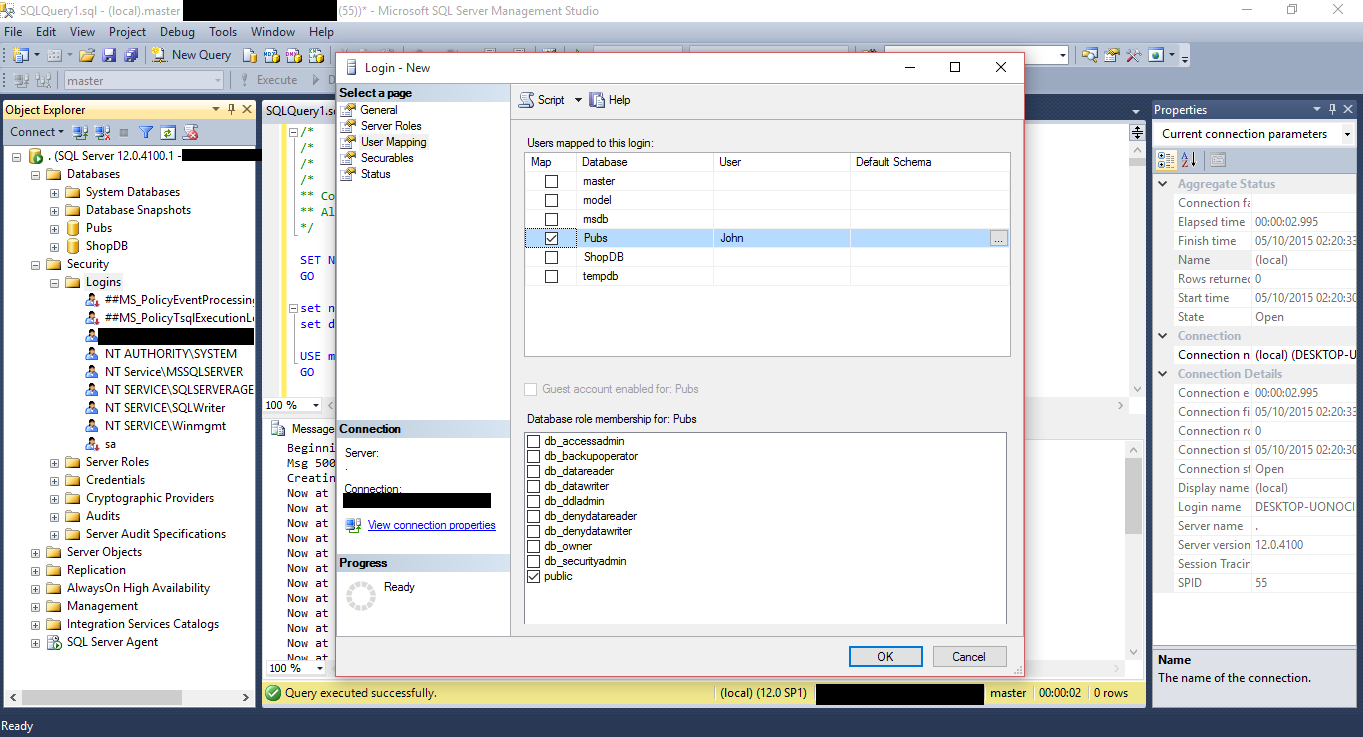 SQLQuery1.sql - (local).master (55))* - Microsoft SQL Server Management Studio
File Edit View Project Debug Tools Window Help
New Query
master Execute
Object Explorer
Connect
. (SQL Server 12.0.4100.1 -
Databases
System Databases
Database Snapshots
Pubs
ShopDB
Security
Logins
##MS_PolicyEventProcessing
##MS_PolicyTsqlExecutionL
NT AUTHORITY\SYSTEM
NT Service\MSSQLSERVER
NT SERVICE\SQLSERVERAGE
NT SERVICE\SQLWriter
NT SERVICE\Winmgmt
sa
Server Roles
Credentials
Cryptographic Providers
Audits
Server Audit Specifications
Server Objects
Replication
AlwaysOn High Availability
Management
Integration Services Catalogs
SQL Server Agent
SQLQuery1.s
/*
/*
/*
/*
** Co
** Al
*/
SET N
GO
set n
set d
USE m
GO
100 %
Message
Beginni
Msg 500
Creatin
Now at
Now at
Now at
Now at
Now at
Now at
Now at
Now at
Now at
Now at
Now at
Now at
100 %
Query executed successfully.
(local) (12.0 SP1)
master 00:00:02 0 rows
Login - New
Select a page
General
Server Roles
User Mapping
Securables
Status
Connection
Server:
.
Connection:
View connection properties
Progress
Ready
Script Help
Users mapped to this login:
Map Database User Default Schema
master
model
msdb
Pubs John ...
ShopDB
tempdb
Guest account enabled for: Pubs
Database role membership for: Pubs
db_accessadmin
db_backupoperator
db_datareader
db_datawriter
db_ddladmin
db_denydatareader
db_denydatawriter
db_owner
db_securityadmin
public
OK Cancel
Properties
Current connection parameters
Aggregate Status
Connection fa
Elapsed time 00:00:02.995
Finish time 05/10/2015 02:20:33
Name (local)
Rows returned 0
Start time 05/10/2015 02:20:30
State Open
Connection
Connection n (local) (DESKTOP-U
Connection Details
Connection e 00:00:02.995
Connection fi 05/10/2015 02:20:33
Connection ro 0
Connection st 05/10/2015 02:20:30
Connection st Open
Display name (local)
Login name DESKTOP-UONOCI
Server name .
Server version 12.0.4100
Session Tracin
SPID 55
Name
The name of the connection.
Ready